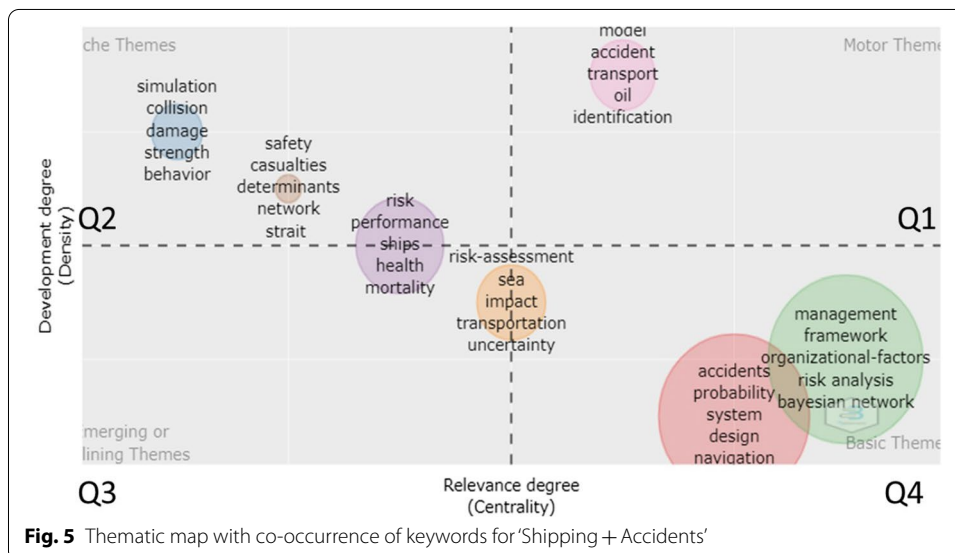 che Themes
Motor Theme
model
accident
transport
oil
identification
simulation
collision
damage
strength
behavior
safety
casualties
determinants
network
strait
Q2
Q1
risk
performance
ships
health
mortality
risk-assessment
sea
impact
transportation
uncertainty
management
framework
organizational-factors
risk analysis
bayesian network
accidents
probability
system
design
navigation
merging or
lining Themes
Basic Theme
Development degree
(Density)
Q3
Relevance degree
(Centrality)
Q4
Fig. 5 Thematic map with co-occurrence of keywords for ‘Shipping + Accidents’